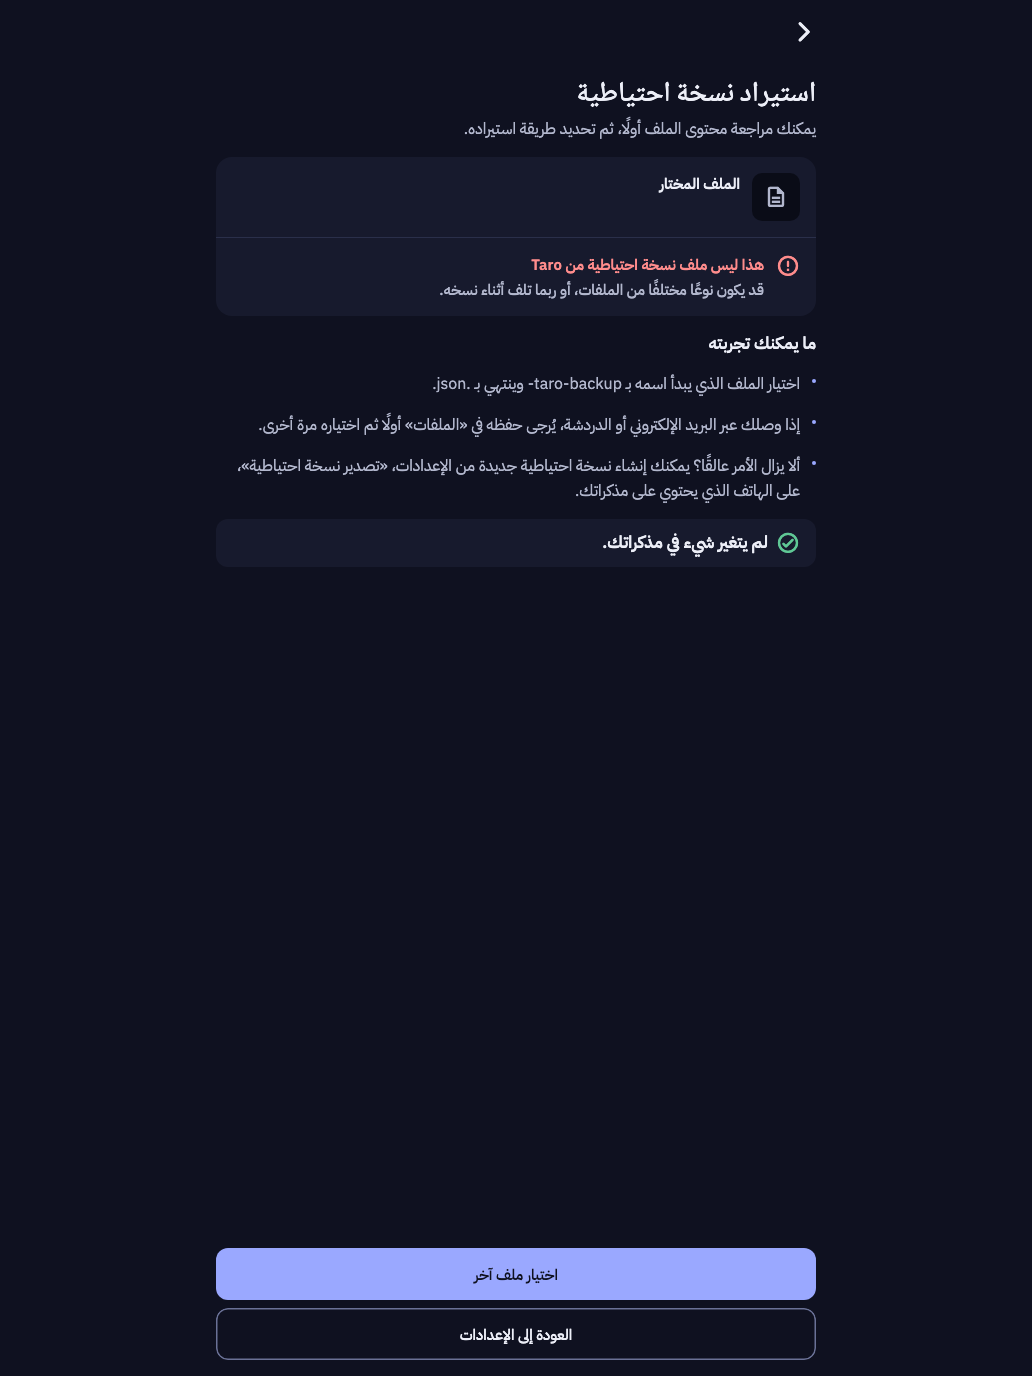 استيراد نسخة احتياطية
يمكنك مراجعة محتوى الملف أولًا، ثم تحديد طريقة استيراده.
الملف المختار
هذا ليس ملف نسخة احتياطية من Taro
قد يكون نوعًا مختلفًا من الملفات، أو ربما تلف أثناء نسخه.
ما يمكنك تجربته
اختيار الملف الذي يبدأ اسمه بـ taro-backup- وينتهي بـ .json.
إذا وصلك عبر البريد الإلكتروني أو الدردشة، يُرجى حفظه في «الملفات» أولًا ثم اختياره مرة أخرى.
ألا يزال الأمر عالقًا؟ يمكنك إنشاء نسخة احتياطية جديدة من الإعدادات، «تصدير نسخة احتياطية»،
على الهاتف الذي يحتوي على مذكراتك.
لم يتغير شيء في مذكراتك.
اختيار ملف آخر
العودة إلى الإعدادات